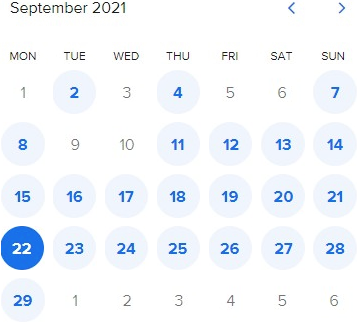 September 2021
MON TUE WED THU FRI SAT SUN
1 2 3 4 5 6 7
8 9 10 11 12 13 14
15 16 17 18 19 20 21
22 23 24 25 26 27 28
29 1 2 3 4 5 6